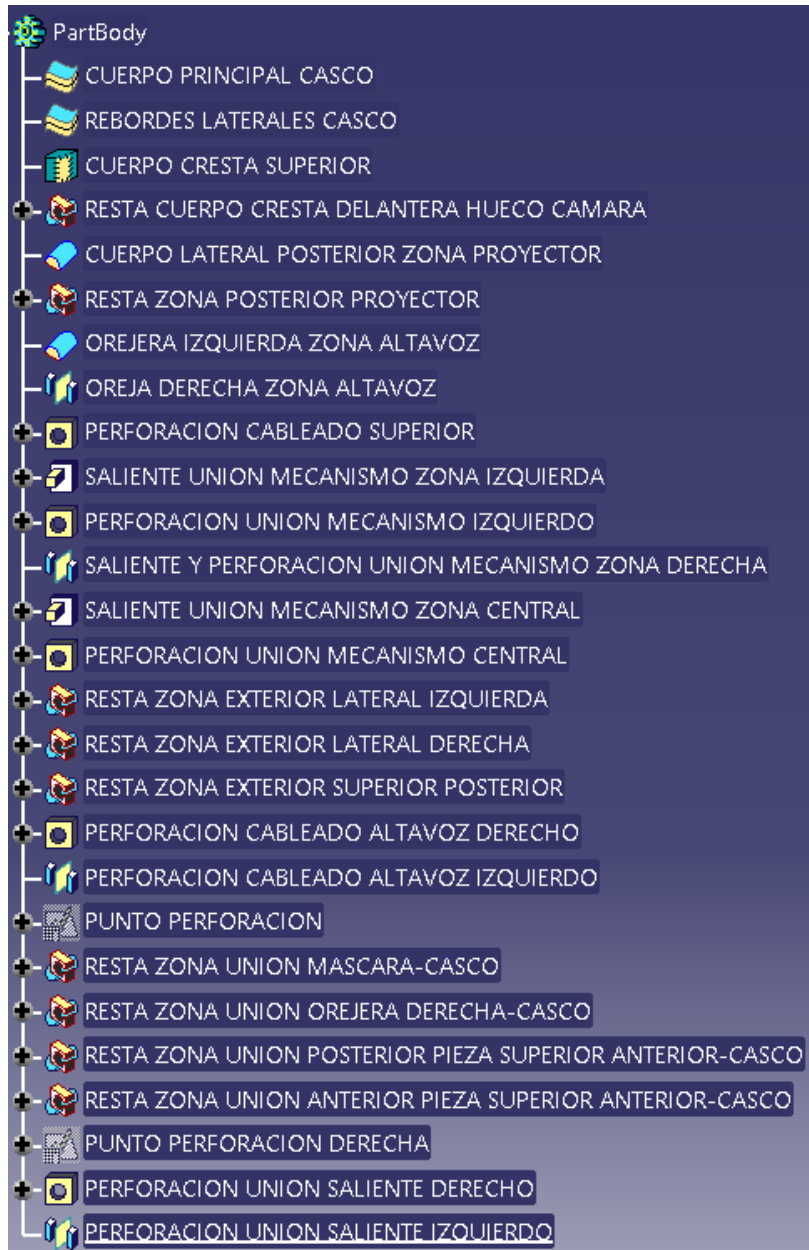 PartBody
CUERPO PRINCIPAL CASCO
REBORDES LATERALES CASCO
CUERPO CRESTA SUPERIOR
RESTA CUERPO CRESTA DELANTERA HUECO CAMARA
CUERPO LATERAL POSTERIOR ZONA PROYECTOR
RESTA ZONA POSTERIOR PROYECTOR
OREJERA IZQUIERDA ZONA ALTAVOZ
OREJA DERECHA ZONA ALTAVOZ
PERFORACION CABLEADO SUPERIOR
SALIENTE UNION MECANISMO ZONA IZQUIERDA
PERFORACION UNION MECANISMO IZQUIERDO
SALIENTE Y PERFORACION UNION MECANISMO ZONA DERECHA
SALIENTE UNION MECANISMO ZONA CENTRAL
PERFORACION UNION MECANISMO CENTRAL
RESTA ZONA EXTERIOR LATERAL IZQUIERDA
RESTA ZONA EXTERIOR LATERAL DERECHA
RESTA ZONA EXTERIOR SUPERIOR POSTERIOR
PERFORACION CABLEADO ALTAVOZ DERECHO
PERFORACION CABLEADO ALTAVOZ IZQUIERDO
PUNTO PERFORACION
RESTA ZONA UNION MASCARA-CASCO
RESTA ZONA UNION OREJERA DERECHA-CASCO
RESTA ZONA UNION POSTERIOR PIEZA SUPERIOR ANTERIOR-CASCO
RESTA ZONA UNION ANTERIOR PIEZA SUPERIOR ANTERIOR-CASCO
PUNTO PERFORACION DERECHA
PERFORACION UNION SALIENTE DERECHO
PERFORACION UNION SALIENTE IZQUIERDO